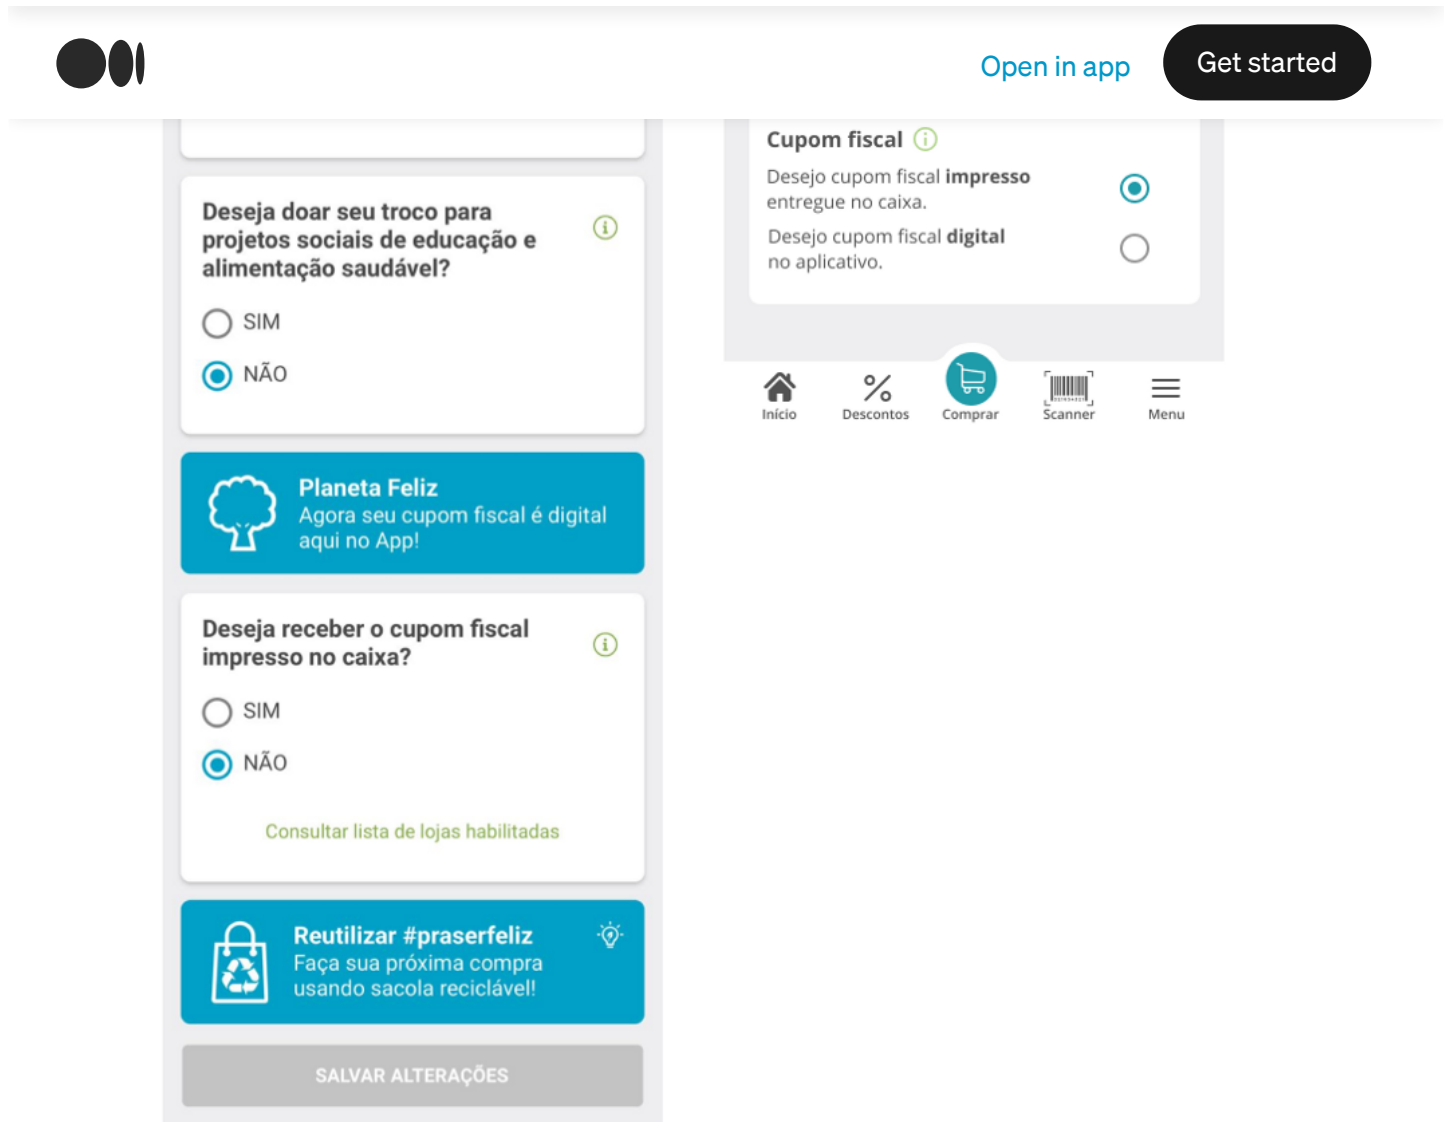 Open in app
Get started
Deseja doar seu troco para
projetos sociais de educação e
alimentação saudável?
SIM
NÃO
Planeta Feliz
Agora seu cupom fiscal é digital
aqui no App!
Deseja receber o cupom fiscal
impresso no caixa?
SIM
NÃO
Consultar lista de lojas habilitadas
Reutilizar #praserfeliz
Faça sua próxima compra
usando sacola reciclável!
SALVAR ALTERAÇÕES
Cupom fiscal
Desejo cupom fiscal impresso
entregue no caixa.
Desejo cupom fiscal digital
no aplicativo.
Início
Descontos
Comprar
Scanner
Menu